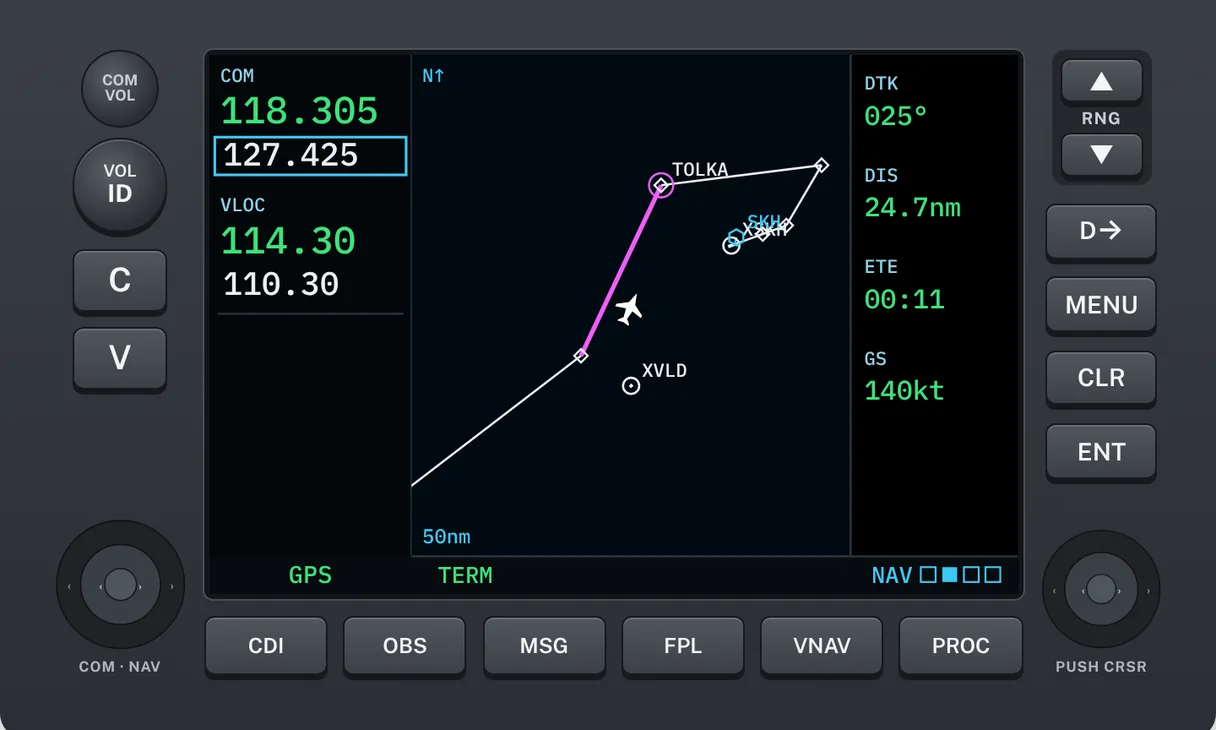 COM
VOL
VOL
ID
C
V
COM · NAV
COM
118.305
127.425
VLOC
114.30
110.30
N↑
TOLKA
SKH
XVLD
50nm
DTK
025°
DIS
24.7nm
ETE
00:11
GS
140kt
GPS
TERM
NAV
RNG
D→
MENU
CLR
ENT
PUSH CRSR
CDI
OBS
MSG
FPL
VNAV
PROC